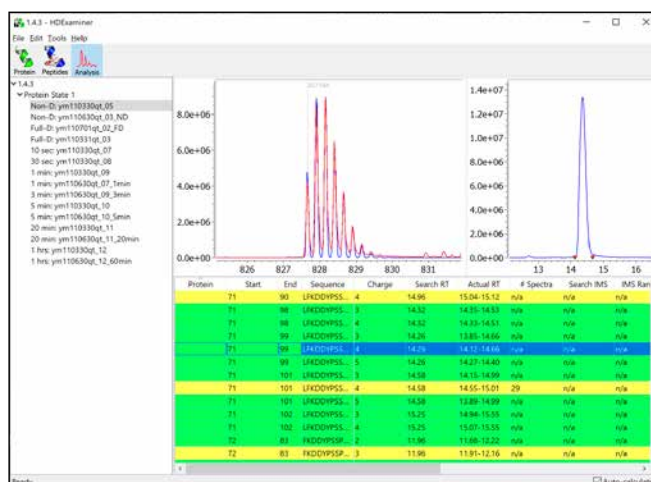 1.4.3 - HDExaminer
File Edit Tools Help
Protein Peptides Analysis
1.4.3
Protein State 1
Non-D: ym110330qt_05
Non-D: ym110630qt_03_ND
Full-D: ym110701qt_02_FD
Full-D: ym110331qt_03
10 sec: ym110330qt_07
30 sec: ym110330qt_08
1 min: ym110330qt_09
1 min: ym110630qt_07_1min
3 min: ym110630qt_09_3min
5 min: ym110330qt_10
5 min: ym110630qt_10_5min
20 min: ym110330qt_11
20 min: ym110630qt_11_20min
1 hrs: ym110330qt_12
1 hrs: ym110630qt_12_60min
8.0e+06
6.0e+06
4.0e+06
2.0e+06
0.0e+00
826 827 828 829 830 831
1.4e+07
1.2e+07
1.0e+07
8.0e+06
6.0e+06
4.0e+06
2.0e+06
0.0e+00
13 14 15 16
Protein Start End Sequence Charge Search RT Actual RT # Spectra Search IMS IMS Ran
71 90 LFKDDYPSS... 4 14.96 15.04-15.12 n/a n/a n/a
71 98 LFKDDYPSS... 3 14.32 n/a n/a n/a
71 98 LFKDDYPSS... 4 14.32 14.33-14.51 n/a n/a n/a
71 99 LFKDDYPSS... 3 14.26 13.85-14.66 n/a n/a n/a
71 99 LFKDDYPSS... 4 14.26 14.12-14.66 n/a n/a n/a
71 99 LFKDDYPSS... 5 14.26 14.27-14.40 n/a n/a n/a
71 101 LFKDDYPSS... 3 14.58 14.15-14.99 n/a n/a n/a
71 101 LFKDDYPSS... 4 14.58 14.55-15.01 29 n/a n/a
71 101 LFKDDYPSS... 5 14.58 13.89-14.99 n/a n/a n/a
71 102 LFKDDYPSS... 3 15.25 14.94-15.55 n/a n/a n/a
71 102 LFKDDYPSS... 4 15.25 15.07-15.55 n/a n/a n/a
72 83 FKDDYPSSP... 2 11.96 11.68-12.22 n/a n/a n/a
72 83 FKDDYPSSP... 3 11.96 11.91-12.16 n/a n/a n/a
Ready
Auto-calculate